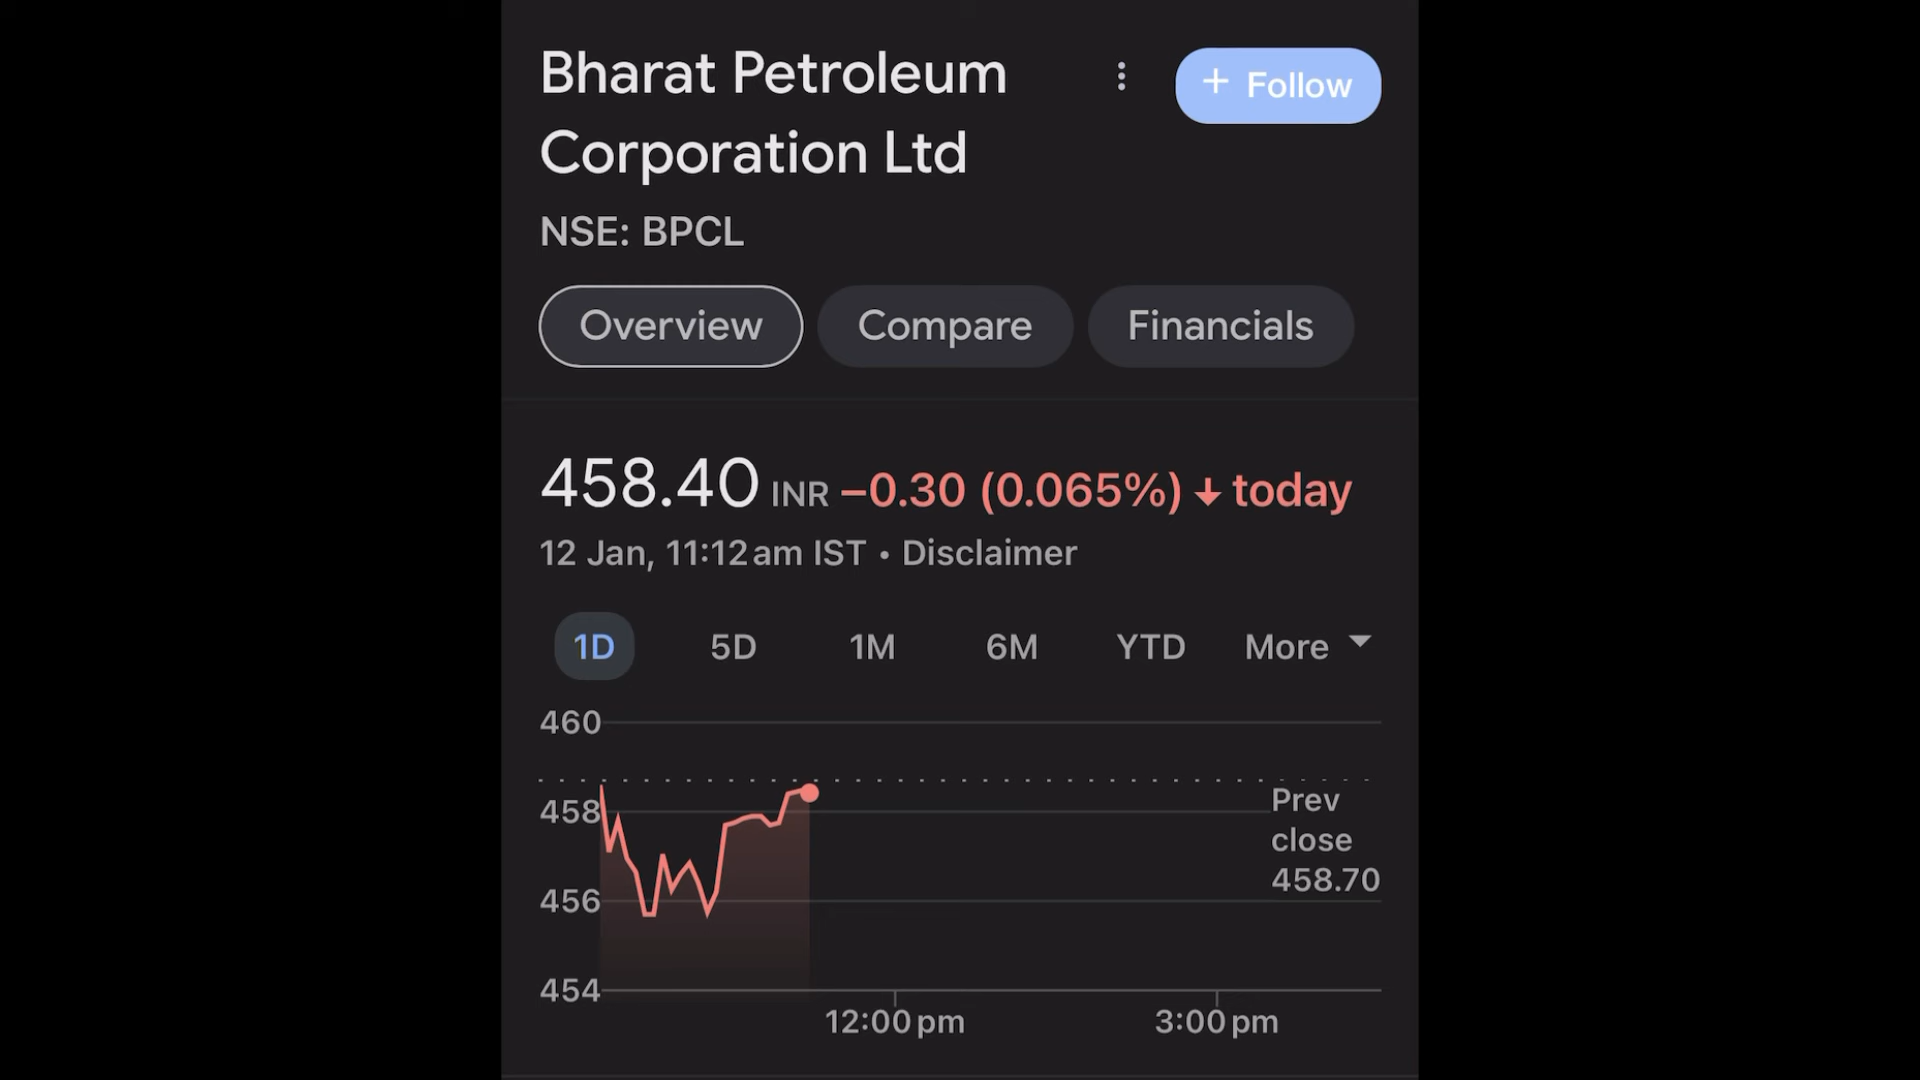 Bharat Petroleum
Corporation Ltd
+ Follow
NSE: BPCL
Overview
Compare
Financials
458.40 INR −0.30 (0.065%) ↓ today
12 Jan, 11:12 am IST • Disclaimer
1D 5D 1M 6M YTD More
460
458
456
454
Prev
close
458.70
12:00 pm
3:00 pm